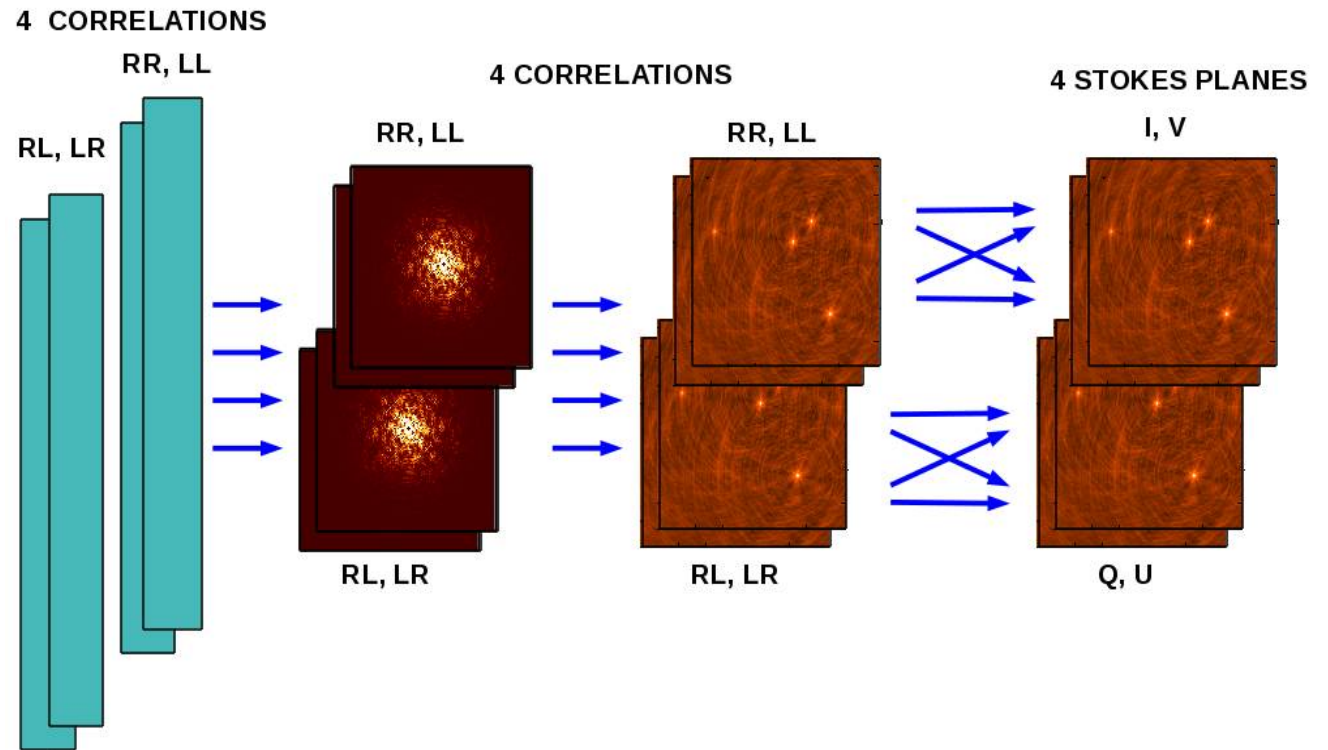 4 CORRELATIONS
RR, LL
RL, LR
4 CORRELATIONS
RR, LL
RR, LL
RL, LR
RL, LR
4 STOKES PLANES
I, V
Q, U